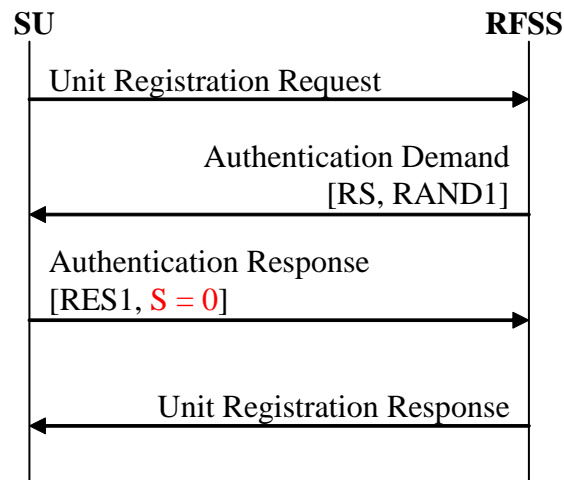 SU RFSS
Unit Registration Request
Authentication Demand
[RS, RAND1]
Authentication Response
[RES1, S = 0]
Unit Registration Response